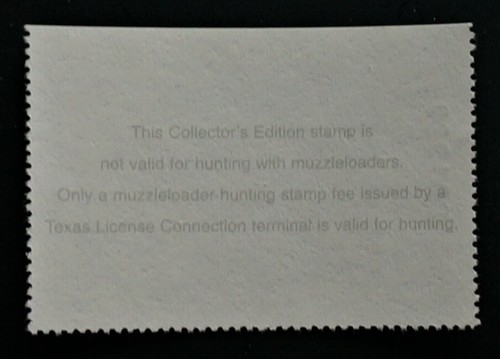 This Collector's Edition stamp is
not valid for hunting with muzzleloaders.
Only a muzzleloader hunting stamp fee issued by a
Texas License Connection terminal is valid for hunting.